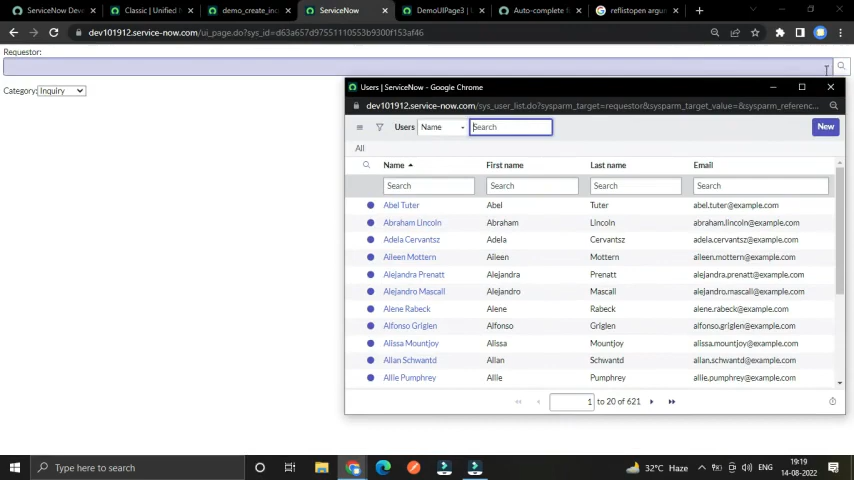 ServiceNow Dev
Classic | Unified N
demo_create_inc
ServiceNow
DemoUIPage3 | U
Auto-complete f
reflistopen argum
dev101912.service-now.com/ui_page.do?sys_id=d63a657d97555110553b9300f153af46
Requestor:
Category: Inquiry
Users | ServiceNow - Google Chrome
dev101912.service-now.com/sys_user_list.do?sysparm_target=requestor&sysparm_target_value=&sysparm_referenc...
Users Name Search New
All
Name First name Last name Email
Search Search Search Search
Abel Tuter Abel Tuter abel.tuter@example.com
Abraham Lincoln Abraham Lincoln abraham.lincoln@example.com
Adela Cervantsz Adela Cervantsz adela.cervantsz@example.com
Aileen Mottern Aileen Mottern aileen.mottern@example.com
Alejandra Prenatt Alejandra Prenatt alejandra.prenatt@example.com
Alejandro Mascall Alejandro Mascall alejandro.mascall@example.com
Alene Rabeck Alene Rabeck alene.rabeck@example.com
Alfonso Griglen Alfonso Griglen alfonso.griglen@example.com
Alissa Mountjoy Alissa Mountjoy alissa.mountjoy@example.com
Allan Schwantd Allan Schwantd allan.schwantd@example.com
Allie Pumphrey Allie Pumphrey allie.pumphrey@example.com
1 to 20 of 621
Type here to search
32°C Haze
ENG
19:19
14-08-2022